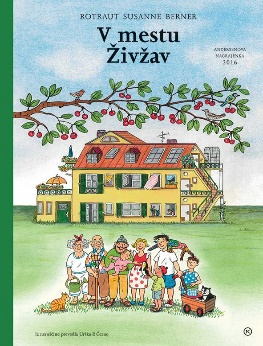 ROTRAUT SUSANNE BERNER
V mestu
Živžav
ANDERSENOVA
NAGRAJENKA
2016
Iz nemščine prevedla Urška P. Černe